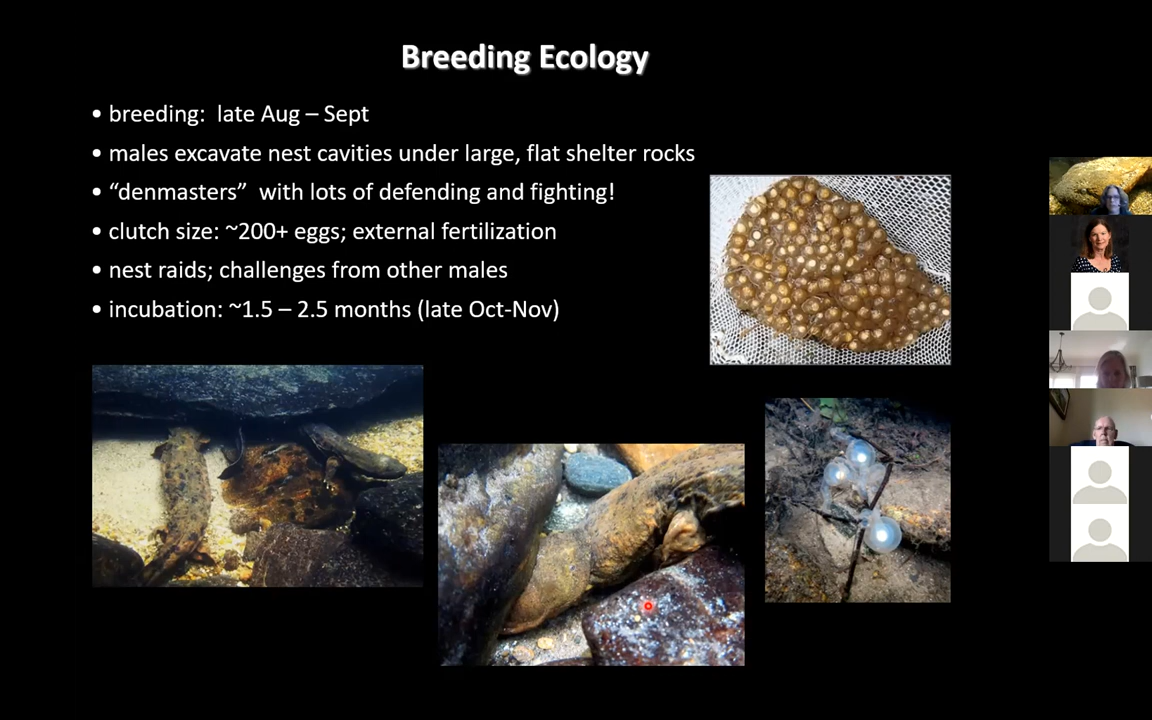 Breeding Ecology
• breeding:  late Aug – Sept
• males excavate nest cavities under large, flat shelter rocks
• “denmasters”  with lots of defending and fighting!
• clutch size: ~200+ eggs; external fertilization
• nest raids; challenges from other males
• incubation: ~1.5 – 2.5 months (late Oct-Nov)